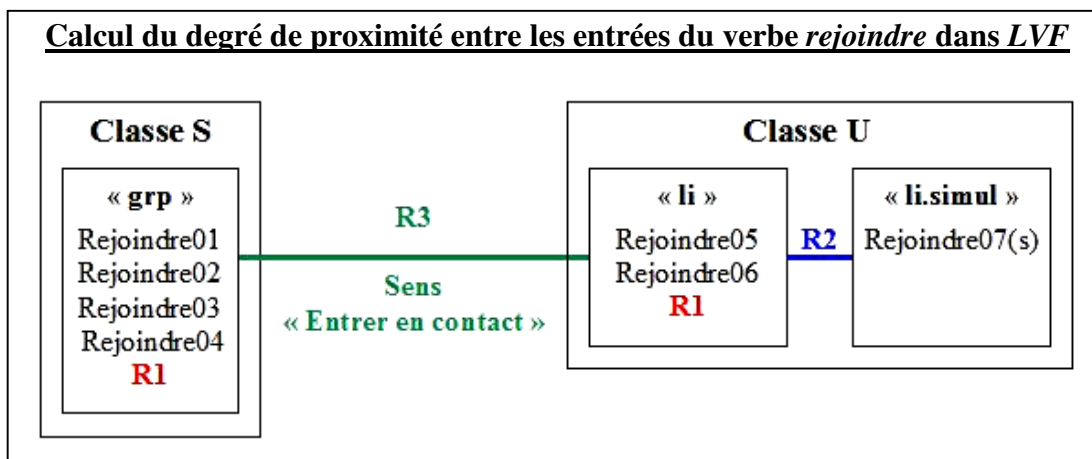 Calcul du degré de proximité entre les entrées du verbe rejoindre dans LVF
Classe S
« grp »
Rejoindre01
Rejoindre02
Rejoindre03
Rejoindre04
R1
R3
Sens
« Entrer en contact »
Classe U
« li »
Rejoindre05
Rejoindre06
R1
R2
« li.simul »
Rejoindre07(s)